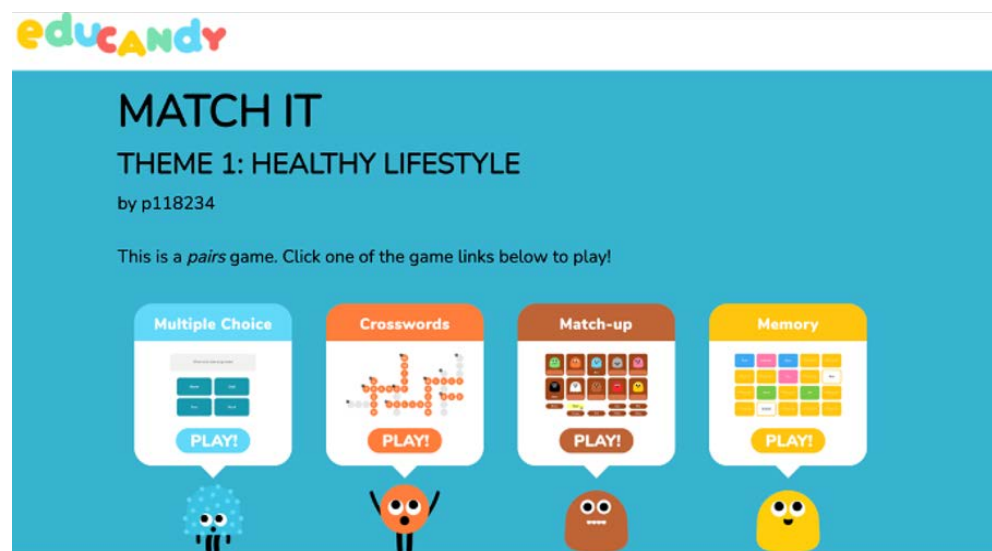 educandy
MATCH IT
THEME 1: HEALTHY LIFESTYLE
by p118234
This is a pairs game. Click one of the game links below to play!
Multiple Choice
Crosswords
Match-up
Memory
PLAY!
PLAY!
PLAY!
PLAY!